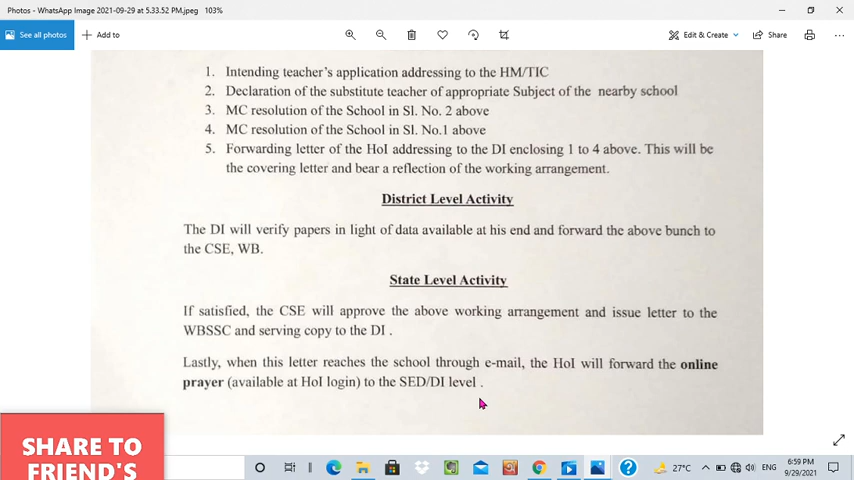 Photos - WhatsApp Image 2021-09-29 at 5.33.52 PM.jpeg 103%
See all photos
Add to
Edit & Create
Share
1. Intending teacher's application addressing to the HM/TIC
2. Declaration of the substitute teacher of appropriate Subject of the nearby school
3. MC resolution of the School in Sl. No. 2 above
4. MC resolution of the School in Sl. No.1 above
5. Forwarding letter of the HoI addressing to the DI enclosing 1 to 4 above. This will be
the covering letter and bear a reflection of the working arrangement.
District Level Activity
The DI will verify papers in light of data available at his end and forward the above bunch to
the CSE, WB.
State Level Activity
If satisfied, the CSE will approve the above working arrangement and issue letter to the
WBSSC and serving copy to the DI .
Lastly, when this letter reaches the school through e-mail, the HoI will forward the online
prayer (available at HoI login) to the SED/DI level .
SHARE TO
FRIEND'S
27°C
ENG
6:59 PM
9/29/2021